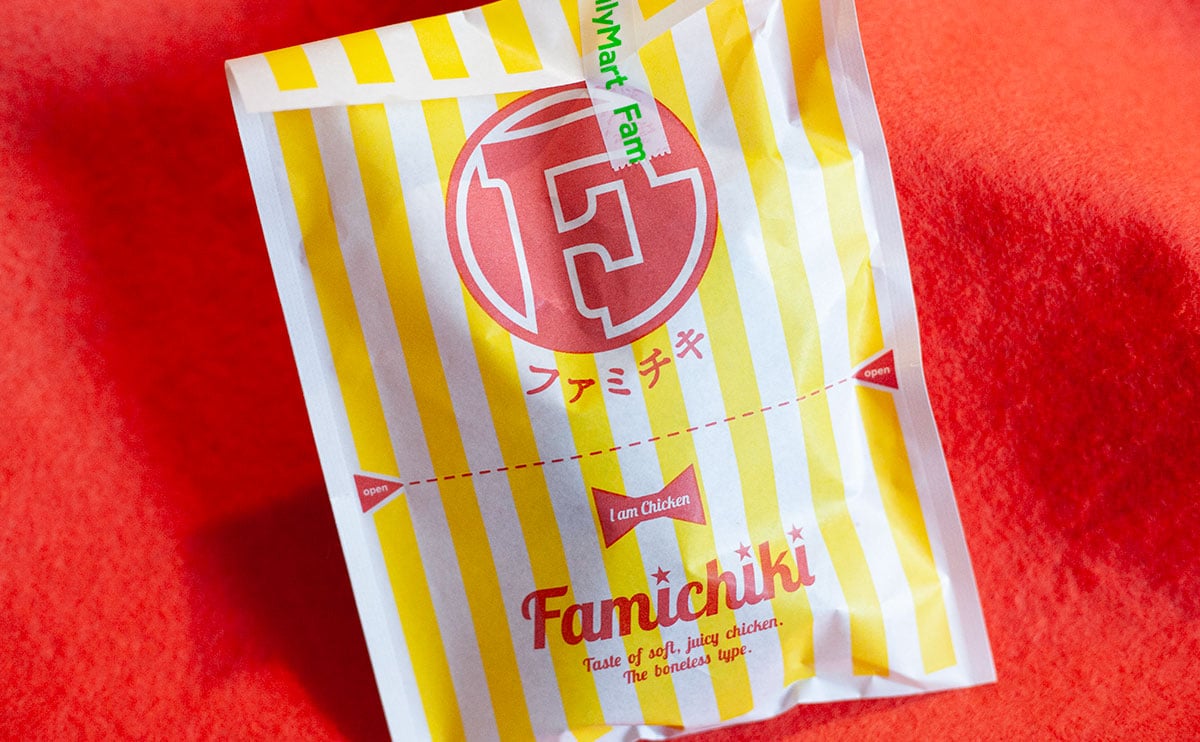 ilyMart Fam
F
ファミチキ
open
open
I am Chicken
Famichiki
Taste of soft, juicy chicken.
The boneless type.